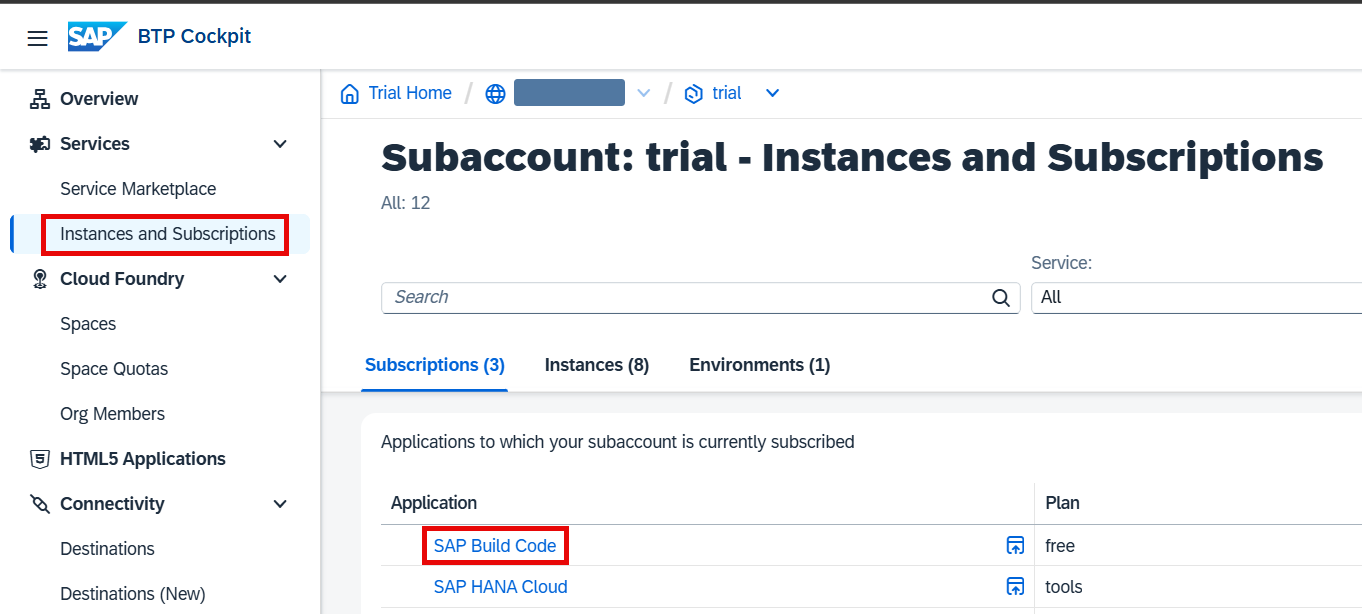 SAP BTP Cockpit
Overview
Services
Service Marketplace
Instances and Subscriptions
Cloud Foundry
Spaces
Space Quotas
Org Members
HTML5 Applications
Connectivity
Destinations
Destinations (New)
Trial Home / / trial
Subaccount: trial - Instances and Subscriptions
All: 12
Service:
Search
All
Subscriptions (3) Instances (8) Environments (1)
Applications to which your subaccount is currently subscribed
Application Plan
SAP Build Code free
SAP HANA Cloud tools